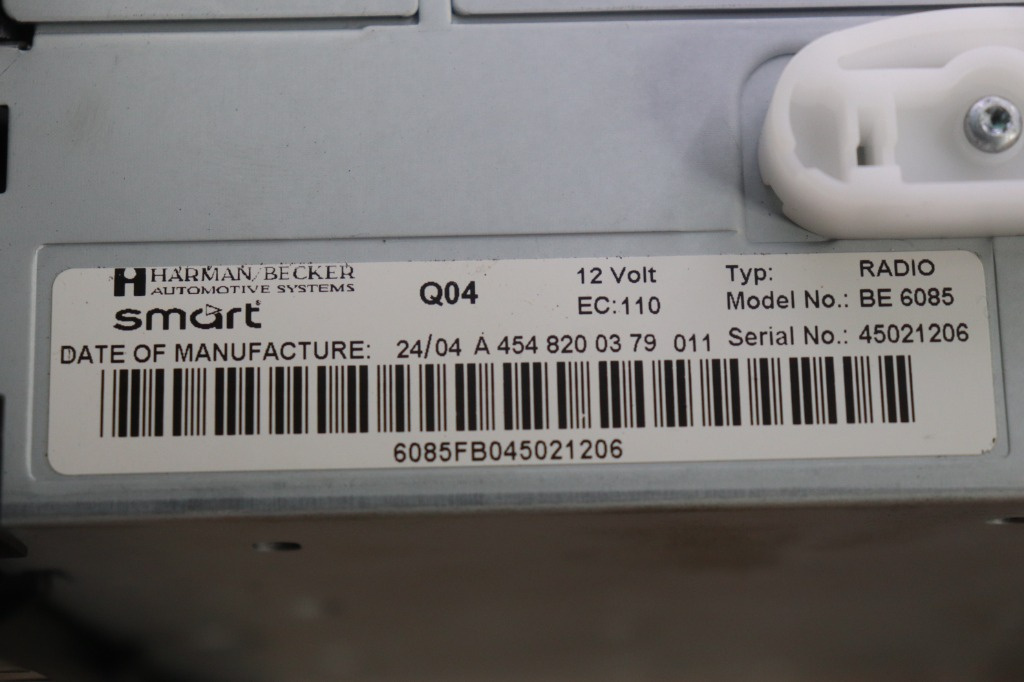 HARMAN/BECKER
AUTOMOTIVE SYSTEMS
smart
Q04
12 Volt
EC:110
Typ: RADIO
Model No.: BE 6085
Serial No.: 45021206
DATE OF MANUFACTURE: 24/04 A 454 820 03 79 011
6085FB045021206